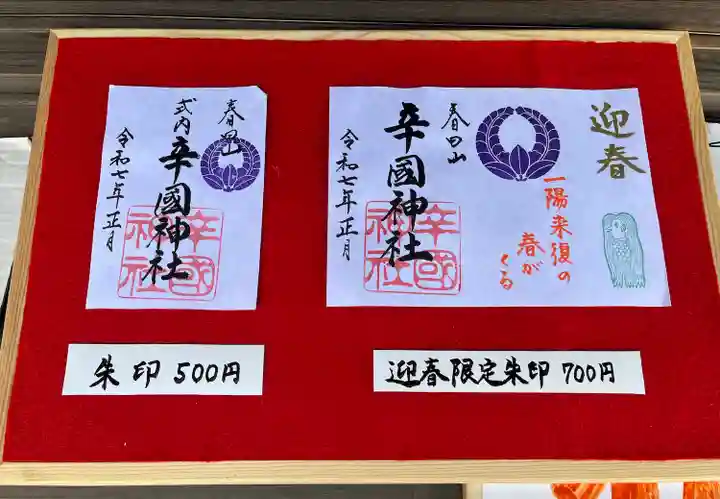 春田山
式内辛國神社
令和七年正月
辛國神社
朱印 500円
迎春
一陽来復の
春が
くる
春日山
辛國神社
令和七年正月
辛國神社
迎春限定朱印 700円